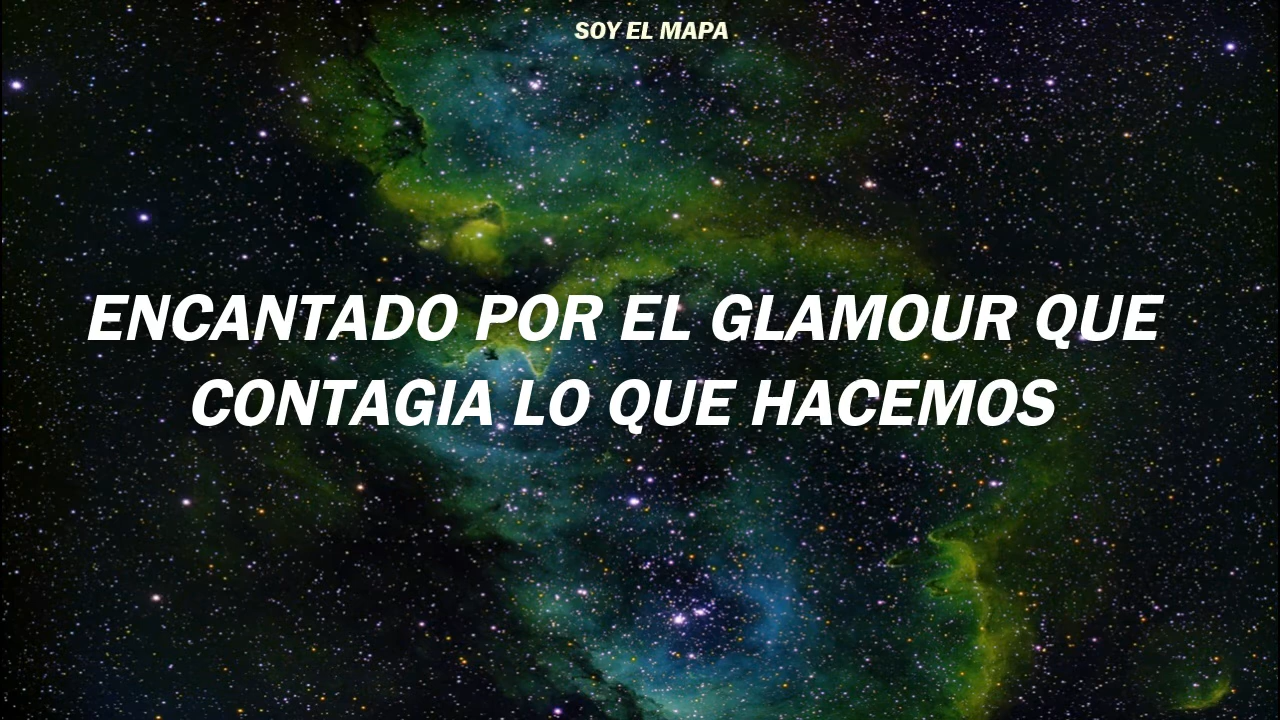 SOY EL MAPA
ENCANTADO POR EL GLAMOUR QUE
CONTAGIA LO QUE HACEMOS